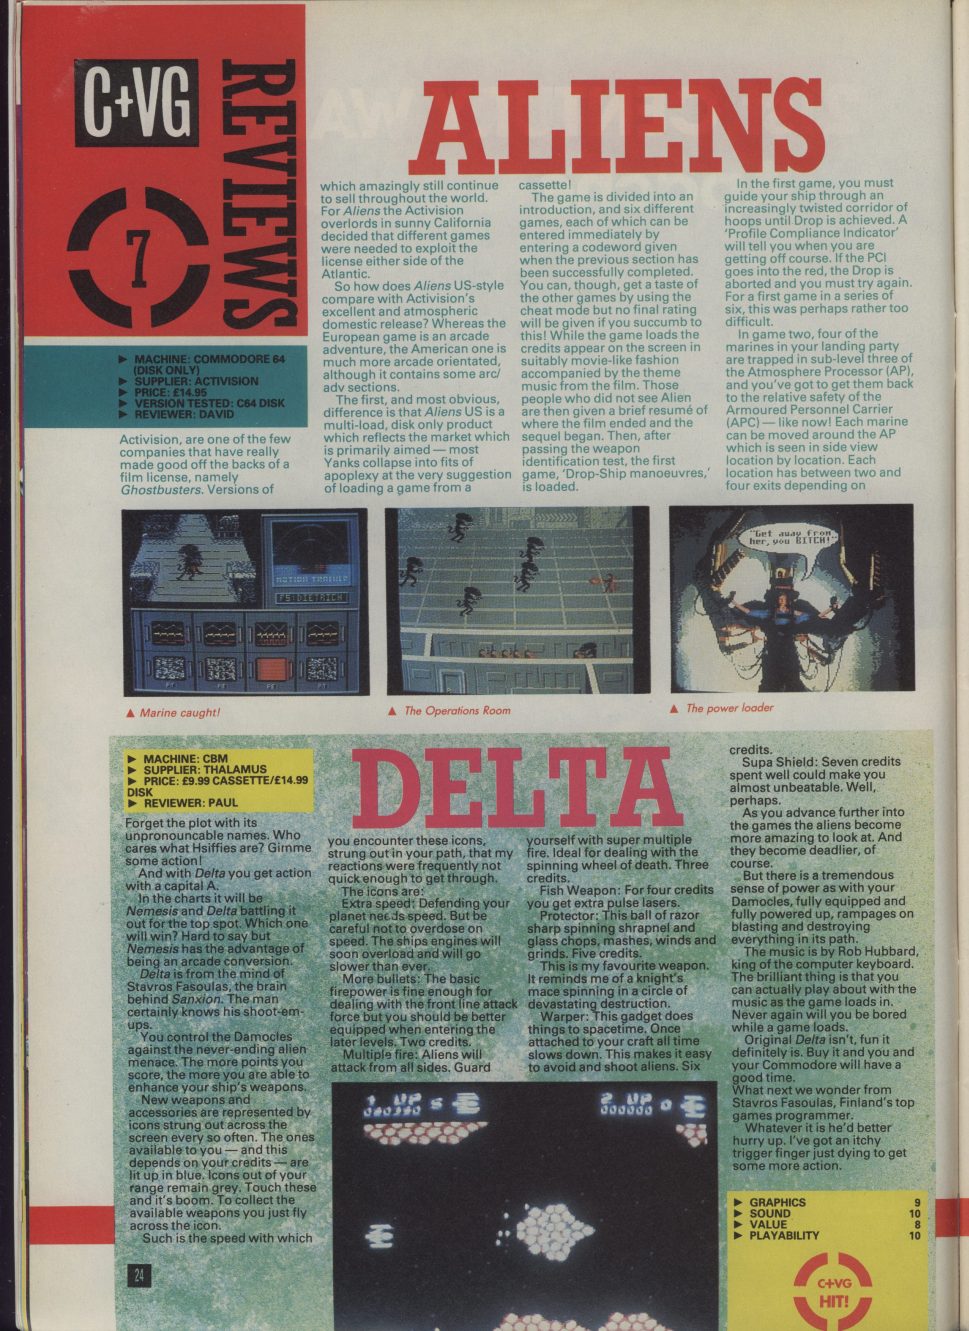 C+VG
REVIEWS
7
ALIENS
► MACHINE: COMMODORE 64
(DISK ONLY)
► SUPPLIER: ACTIVISION
► PRICE: £14.95
► VERSION TESTED: C64 DISK
► REVIEWER: DAVID
Activision, are one of the few
companies that have really
made good off the backs of a
film license, namely
Ghostbusters. Versions of
which amazingly still continue
to sell throughout the world.
For Aliens the Activision
overlords in sunny California
decided that different games
were needed to exploit the
license either side of the
Atlantic.
So how does Aliens US-style
compare with Activision's
excellent and atmospheric
domestic release? Whereas the
European game is an arcade
adventure, the American one is
much more arcade orientated,
although it contains some arc/
adv sections.
The first, and most obvious,
difference is that Aliens US is a
multi-load, disk only product
which reflects the market which
is primarily aimed — most
Yanks collapse into fits of
apoplexy at the very suggestion
of loading a game from a
cassette!
The game is divided into an
introduction, and six different
games, each of which can be
entered immediately by
entering a codeword given
when the previous section has
been successfully completed.
You can, though, get a taste of
the other games by using the
cheat mode but no final rating
will be given if you succumb to
this! While the game loads the
credits appear on the screen in
suitably movie-like fashion
accompanied by the theme
music from the film. Those
people who did not see Alien
are then given a brief resumé of
where the film ended and the
sequel began. Then, after
passing the weapon
identification test, the first
game, 'Drop-Ship manoeuvres,'
is loaded.
In the first game, you must
guide your ship through an
increasingly twisted corridor of
hoops until Drop is achieved. A
'Profile Compliance Indicator'
will tell you when you are
getting off course. If the PCI
goes into the red, the Drop is
aborted and you must try again.
For a first game in a series of
six, this was perhaps rather too
difficult.
In game two, four of the
marines in your landing party
are trapped in sub-level three of
the Atmosphere Processor (AP),
and you've got to get them back
to the relative safety of the
Armoured Personnel Carrier
(APC) — like now! Each marine
can be moved around the AP
which is seen in side view
location by location. Each
location has between two and
four exits depending on
MOTION TRACKER
F5:DIETRICH
"Get away from
her, you BITCH!"
▲ Marine caught!
▲ The Operations Room
▲ The power loader
DELTA
► MACHINE: CBM
► SUPPLIER: THALAMUS
► PRICE: £9.99 CASSETTE/£14.99
DISK
► REVIEWER: PAUL
Forget the plot with its
unpronouncable names. Who
cares what Hsiffies are? Gimme
some action!
And with Delta you get action
with a capital A.
In the charts it will be
Nemesis and Delta battling it
out for the top spot. Which one
will win? Hard to say but
Nemesis has the advantage of
being an arcade conversion.
Delta is from the mind of
Stavros Fasoulas, the brain
behind Sanxion. The man
certainly knows his shoot-em-
ups.
You control the Damocles
against the never-ending alien
menace. The more points you
score, the more you are able to
enhance your ship's weapons.
New weapons and
accessories are represented by
icons strung out across the
screen every so often. The ones
available to you — and this
depends on your credits — are
lit up in blue. Icons out of your
range remain grey. Touch these
and it's boom. To collect the
available weapons you just fly
across the icon.
Such is the speed with which
you encounter these icons,
strung out in your path, that my
reactions were frequently not
quick enough to get through.
The icons are:
Extra speed: Defending your
planet needs speed. But be
careful not to overdose on
speed. The ships engines will
soon overload and will go
slower than ever.
More bullets: The basic
firepower is fine enough for
dealing with the front line attack
force but you should be better
equipped when entering the
later levels. Two credits.
Multiple fire: Aliens will
attack from all sides. Guard
yourself with super multiple
fire. Ideal for dealing with the
spinning wheel of death. Three
credits.
Fish Weapon: For four credits
you get extra pulse lasers.
Protector: This ball of razor
sharp spinning shrapnel and
glass chops, mashes, winds and
grinds. Five credits.
This is my favourite weapon.
It reminds me of a knight's
mace spinning in a circle of
devastating destruction.
Warper: This gadget does
things to spacetime. Once
attached to your craft all time
slows down. This makes it easy
to avoid and shoot aliens. Six
credits.
Supa Shield: Seven credits
spent well could make you
almost unbeatable. Well,
perhaps.
As you advance further into
the games the aliens become
more amazing to look at. And
they become deadlier, of
course.
But there is a tremendous
sense of power as with your
Damocles, fully equipped and
fully powered up, rampages on
blasting and destroying
everything in its path.
The music is by Rob Hubbard,
king of the computer keyboard.
The brilliant thing is that you
can actually play about with the
music as the game loads in.
Never again will you be bored
while a game loads.
Original Delta isn't, fun it
definitely is. Buy it and you and
your Commodore will have a
good time.
What next we wonder from
Stavros Fasoulas, Finland's top
games programmer.
Whatever it is he'd better
hurry up. I've got an itchy
trigger finger just dying to get
some more action.
1 UP
2 UP
000000
► GRAPHICS 9
► SOUND 10
► VALUE 8
► PLAYABILITY 10
C+VG
HIT!
24